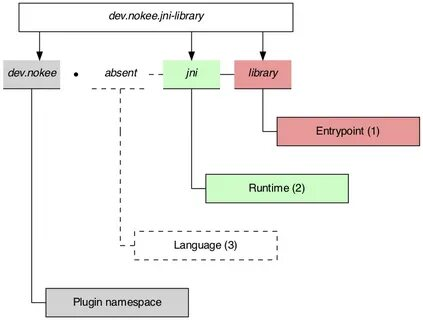 dev.nokee.jni-library
dev.nokee • absent jni library
Entrypoint (1)
Runtime (2)
Language (3)
Plugin namespace